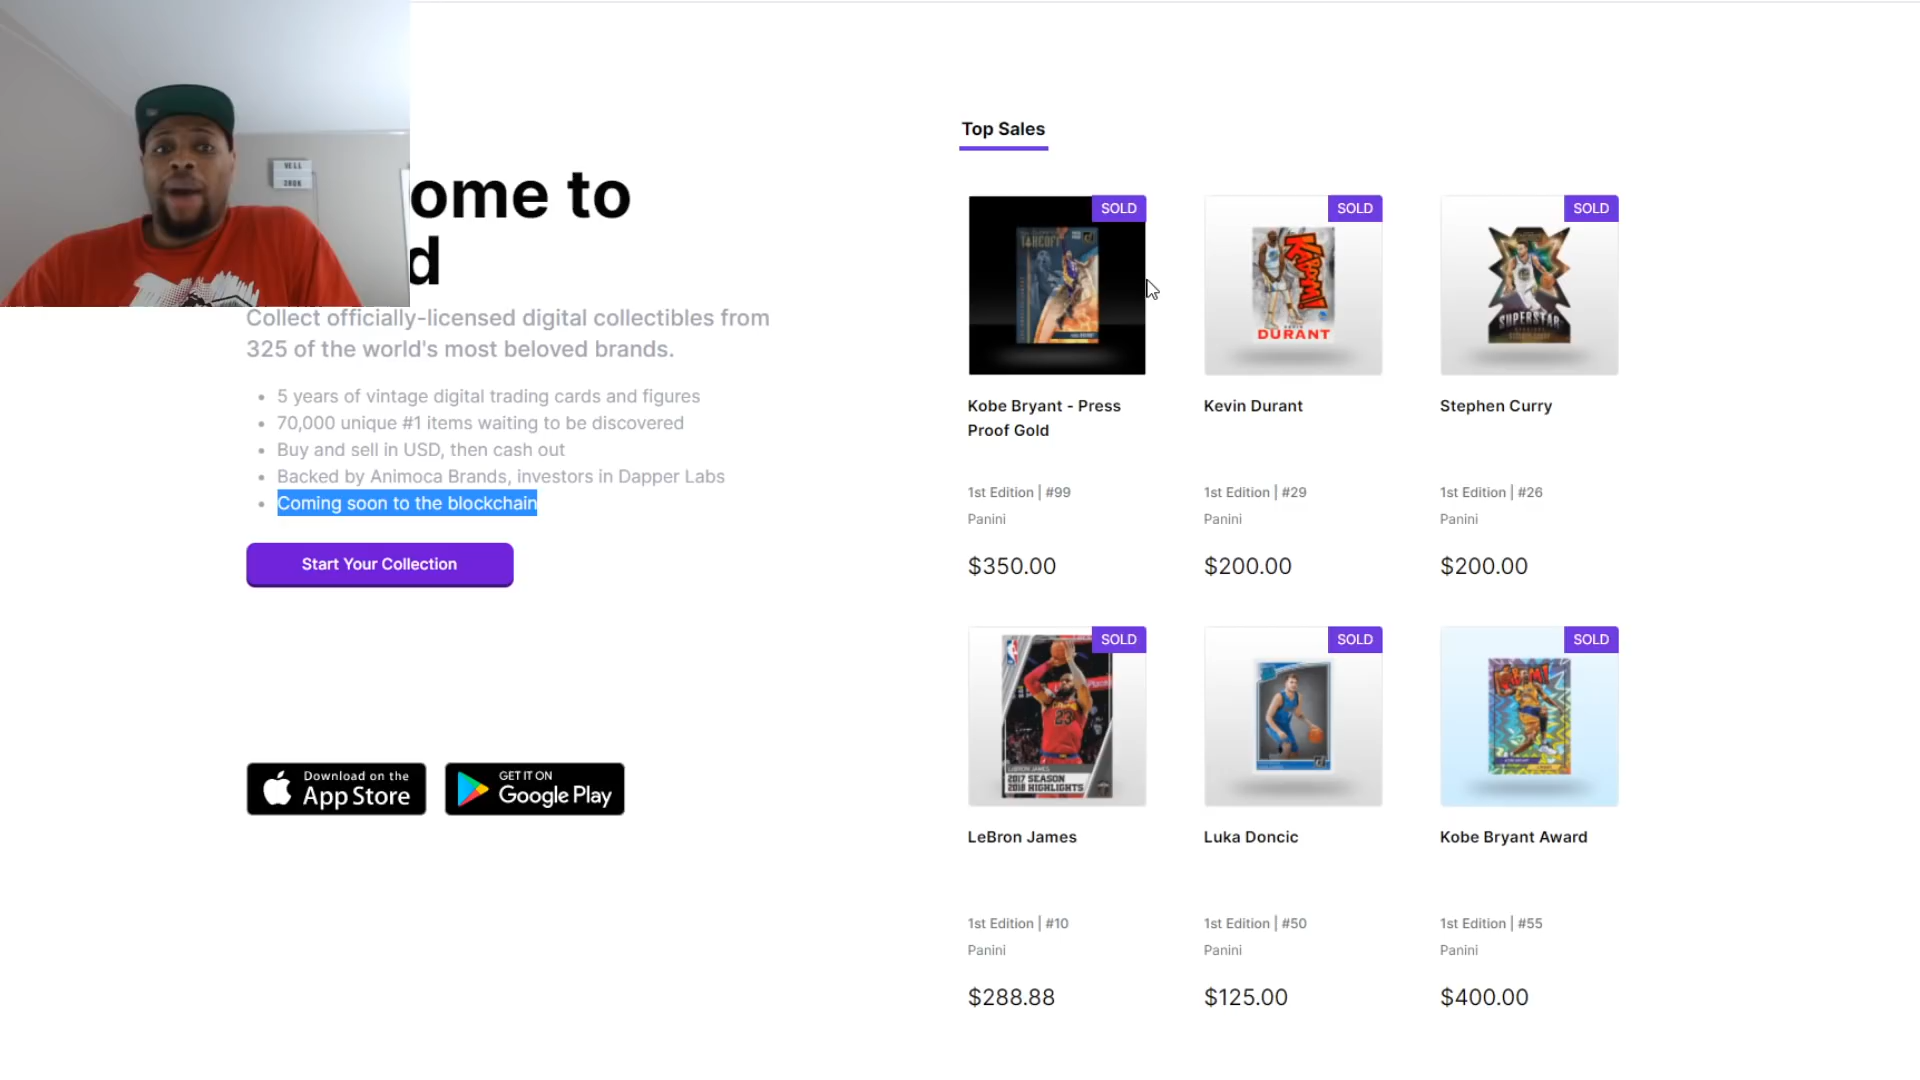 VELL
ome to
d
Collect officially-licensed digital collectibles from
325 of the world's most beloved brands.
5 years of vintage digital trading cards and figures
70,000 unique #1 items waiting to be discovered
Buy and sell in USD, then cash out
Backed by Animoca Brands, investors in Dapper Labs
Coming soon to the blockchain
Start Your Collection
Download on the
App Store
GET IT ON
Google Play
Top Sales
SOLD
SOLD
SOLD
TAKEOFF
KABOOM!
DURANT
SUPERSTAR
Kobe Bryant - Press
Proof Gold
Kevin Durant
Stephen Curry
1st Edition | #99
1st Edition | #29
1st Edition | #26
Panini
Panini
Panini
$350.00
$200.00
$200.00
SOLD
SOLD
SOLD
23
LEBRON JAMES
2017 SEASON
2018 HIGHLIGHTS
LeBron James
Luka Doncic
Kobe Bryant Award
1st Edition | #10
1st Edition | #50
1st Edition | #55
Panini
Panini
Panini
$288.88
$125.00
$400.00